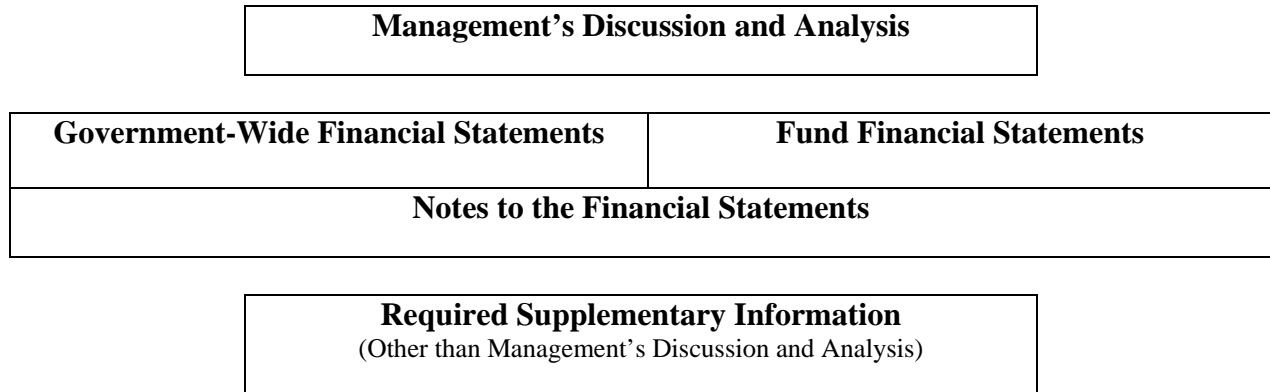 Management’s Discussion and Analysis
Government-Wide Financial Statements
Fund Financial Statements
Notes to the Financial Statements
Required Supplementary Information
(Other than Management’s Discussion and Analysis)